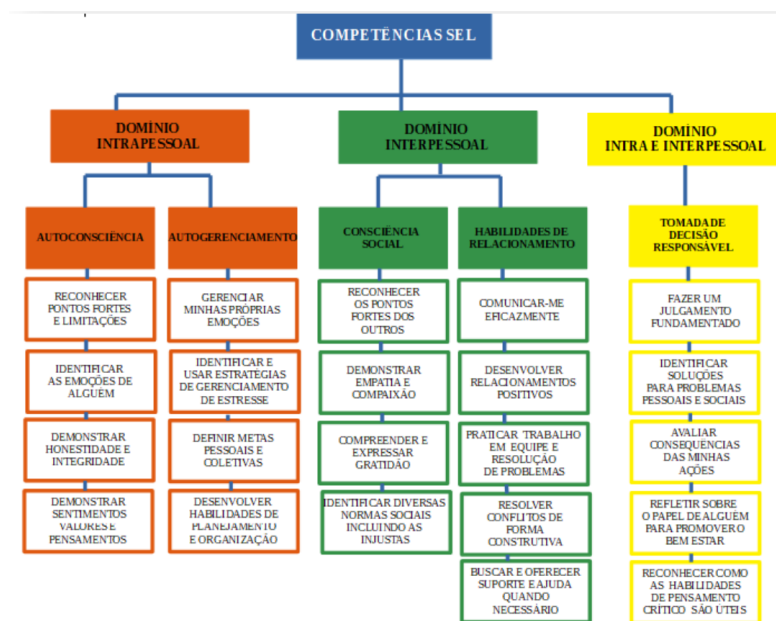 COMPETÊNCIAS SEL
DOMÍNIO
INTRAPESSOAL
DOMÍNIO
INTERPESSOAL
DOMÍNIO
INTRA E INTERPESSOAL
AUTOCONSCIÊNCIA
RECONHECER
PONTOS FORTES
E LIMITAÇÕES
IDENTIFICAR
AS EMOÇÕES DE
ALGUÉM
DEMONSTRAR
HONESTIDADE E
INTEGRIDADE
DEMONSTRAR
SENTIMENTOS
VALORES E
PENSAMENTOS
AUTOGERENCIAMENTO
GERENCIAR
MINHAS PRÓPRIAS
EMOÇÕES
IDENTIFICAR E
USAR ESTRATÉGIAS
DE GERENCIAMENTO
DE ESTRESSE
DEFINIR METAS
PESSOAIS E
COLETIVAS
DESENVOLVER
HABILIDADES DE
PLANEJAMENTO
E ORGANIZAÇÃO
CONSCIÊNCIA
SOCIAL
RECONHECER
OS PONTOS
FORTES DOS
OUTROS
DEMONSTRAR
EMPATIA E
COMPAIXÃO
COMPREENDER E
EXPRESSAR
GRATIDÃO
IDENTIFICAR DIVERSAS
NORMAS SOCIAIS
INCLUINDO AS
INJUSTAS
HABILIDADES DE
RELACIONAMENTO
COMUNICAR-ME
EFICAZMENTE
DESENVOLVER
RELACIONAMENTOS
POSITIVOS
PRATICAR TRABALHO
EM EQUIPE E
RESOLUÇÃO
DE PROBLEMAS
RESOLVER
CONFLITOS DE
FORMA
CONSTRUTIVA
BUSCAR E OFERECER
SUPORTE E AJUDA
QUANDO
NECESSÁRIO
TOMADA DE
DECISÃO
RESPONSÁVEL
FAZER UM
JULGAMENTO
FUNDAMENTADO
IDENTIFICAR
SOLUÇÕES
PARA PROBLEMAS
PESSOAIS E SOCIAIS
AVALIAR
CONSEQUÊNCIAS
DAS MINHAS
AÇÕES
REFLETIR SOBRE
O PAPEL DE ALGUÉM
PARA PROMOVER O
BEM ESTAR
RECONHECER COMO
AS HABILIDADES
DE PENSAMENTO
CRÍTICO SÃO ÚTEIS